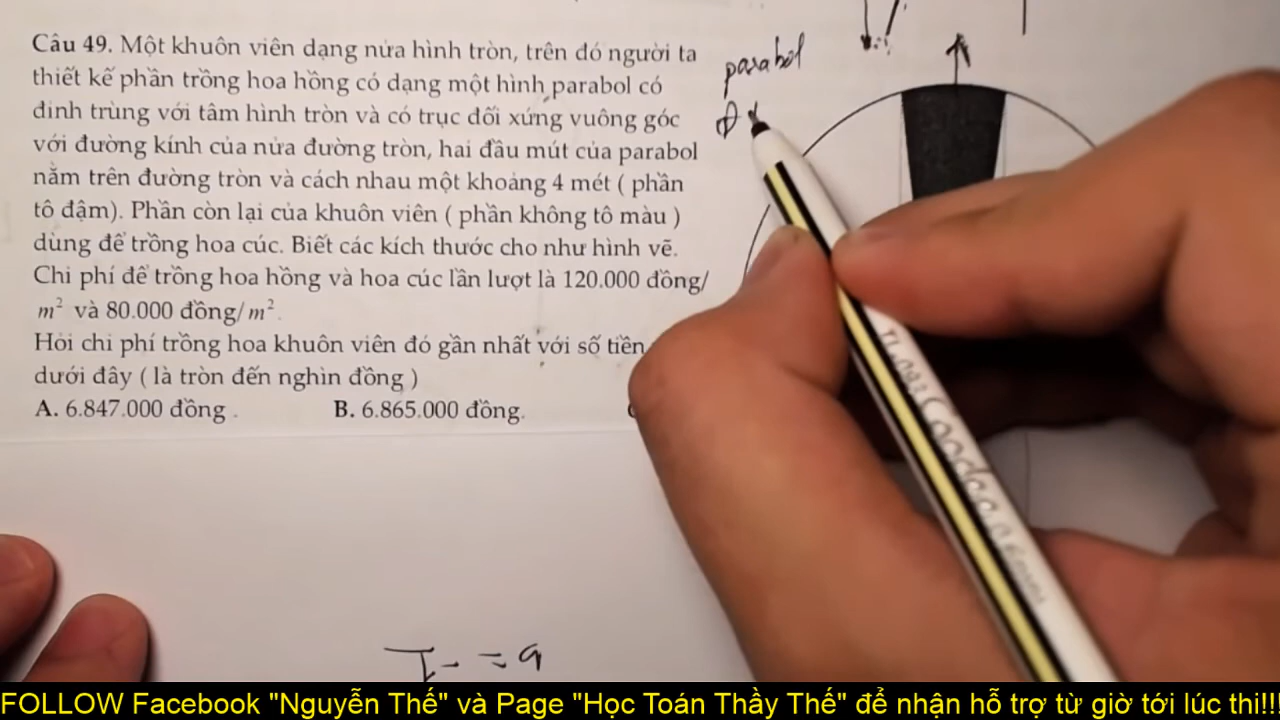 Câu 49. Một khuôn viên dạng nửa hình tròn, trên đó người ta
thiết kế phần trồng hoa hồng có dạng một hình parabol có
đỉnh trùng với tâm hình tròn và có trục đối xứng vuông góc
với đường kính của nửa đường tròn, hai đầu mút của parabol
nằm trên đường tròn và cách nhau một khoảng 4 mét ( phần
tô đậm). Phần còn lại của khuôn viên ( phần không tô màu )
dùng để trồng hoa cúc. Biết các kích thước cho như hình vẽ.
Chi phí để trồng hoa hồng và hoa cúc lần lượt là 120.000 đồng/
m² và 80.000 đồng/m².
Hỏi chi phí trồng hoa khuôn viên đó gần nhất với số tiền
dưới đây ( là tròn đến nghìn đồng )
A. 6.847.000 đồng . B. 6.865.000 đồng.
parabol
FOLLOW Facebook "Nguyễn Thế" và Page "Học Toán Thầy Thế" để nhận hỗ trợ từ giờ tới lúc thi!!!